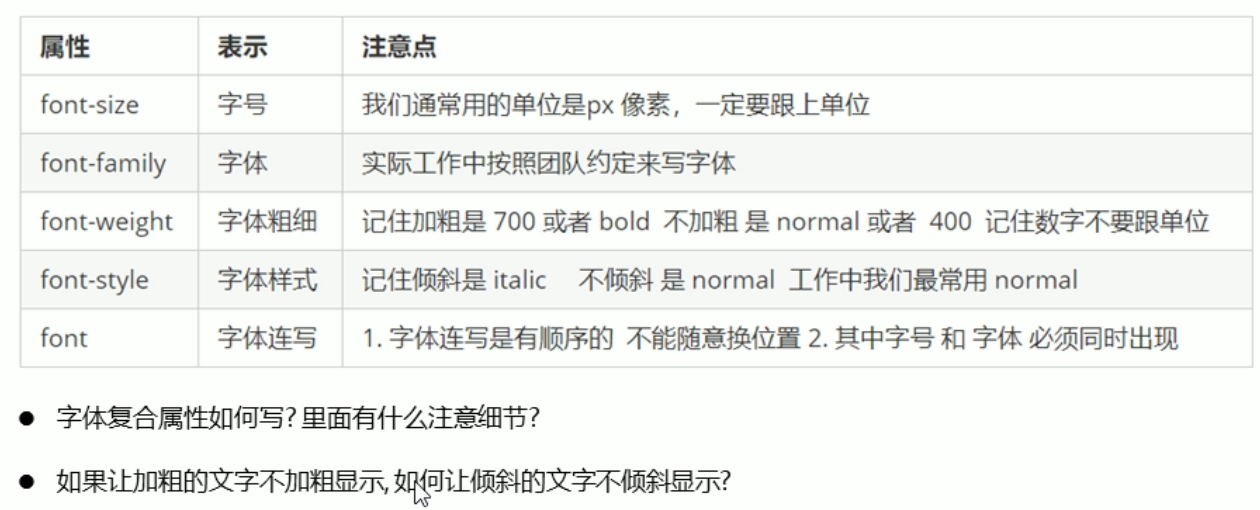 属性 表示 注意点
font-size 字号 我们通常用的单位是px 像素，一定要跟上单位
font-family 字体 实际工作中按照团队约定来写字体
font-weight 字体粗细 记住加粗是 700 或者 bold 不加粗 是 normal 或者 400 记住数字不要跟单位
font-style 字体样式 记住倾斜是 italic 不倾斜 是 normal 工作中我们最常用 normal
font 字体连写 1. 字体连写是有顺序的 不能随意换位置 2. 其中字号 和 字体 必须同时出现
● 字体复合属性如何写? 里面有什么注意细节?
● 如果让加粗的文字不加粗显示, 如何让倾斜的文字不倾斜显示?